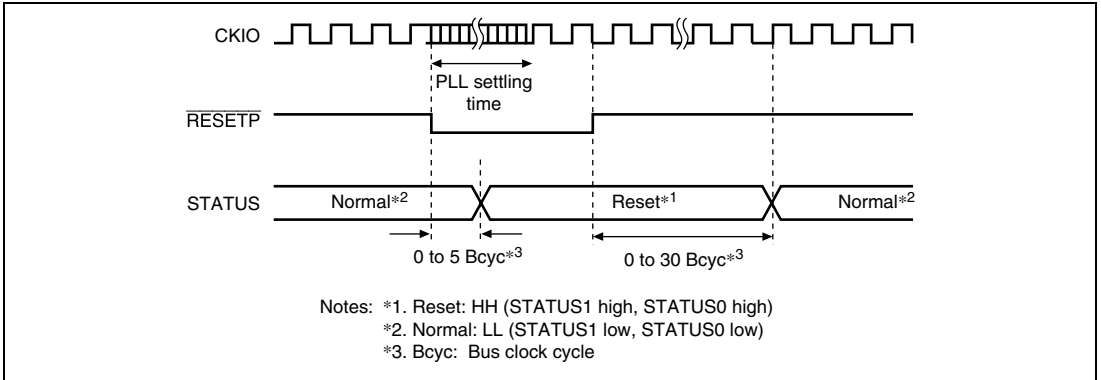 CKIO
PLL settling
time
RESETP
STATUS
Normal*2
Reset*1
Normal*2
0 to 5 Bcyc*3
0 to 30 Bcyc*3
Notes: *1. Reset: HH (STATUS1 high, STATUS0 high)
*2. Normal: LL (STATUS1 low, STATUS0 low)
*3. Bcyc: Bus clock cycle